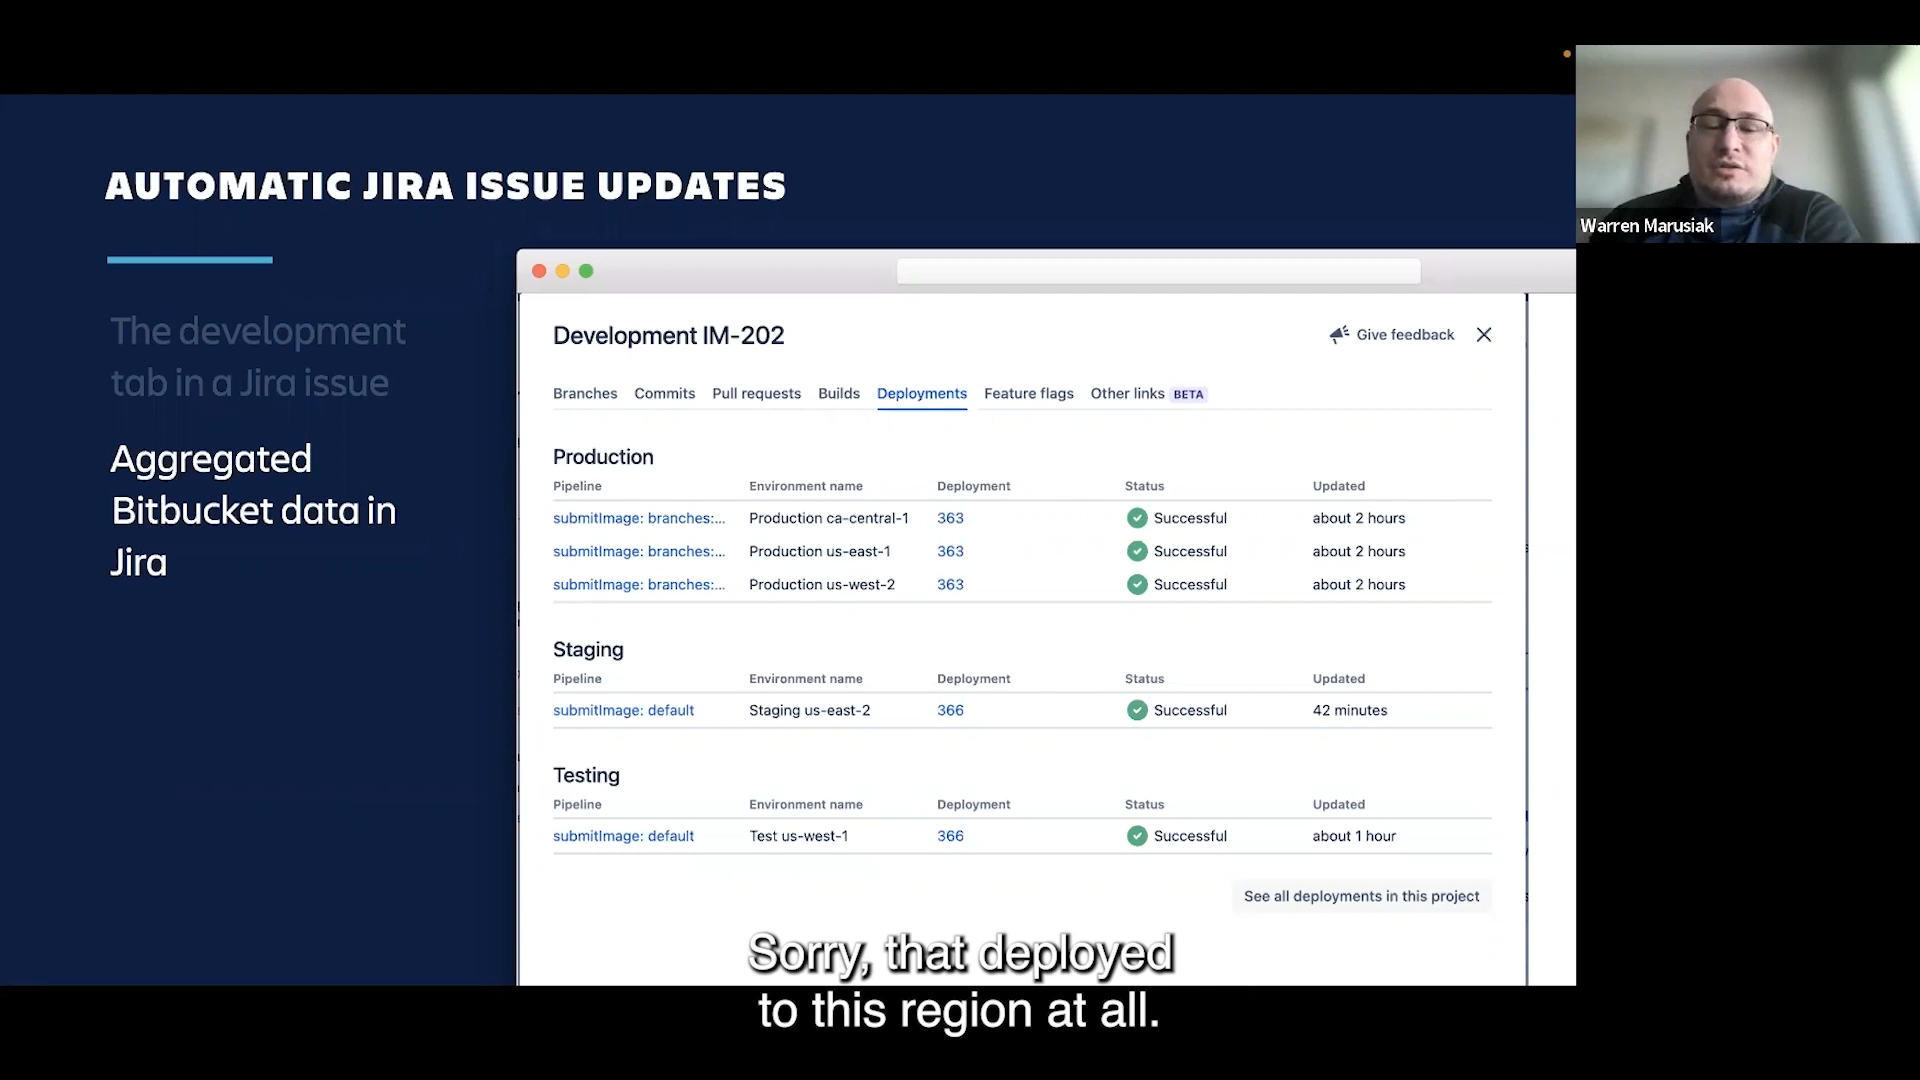 AUTOMATIC JIRA ISSUE UPDATES
The development
tab in a Jira issue
Aggregated
Bitbucket data in
Jira
Development IM-202
Give feedback
Branches Commits Pull requests Builds Deployments Feature flags Other links BETA
Production
Pipeline Environment name Deployment Status Updated
submitImage: branches:... Production ca-central-1 363 Successful about 2 hours
submitImage: branches:... Production us-east-1 363 Successful about 2 hours
submitImage: branches:... Production us-west-2 363 Successful about 2 hours
Staging
Pipeline Environment name Deployment Status Updated
submitImage: default Staging us-east-2 366 Successful 42 minutes
Testing
Pipeline Environment name Deployment Status Updated
submitImage: default Test us-west-1 366 Successful about 1 hour
See all deployments in this project
Warren Marusiak
Sorry, that deployed
to this region at all.